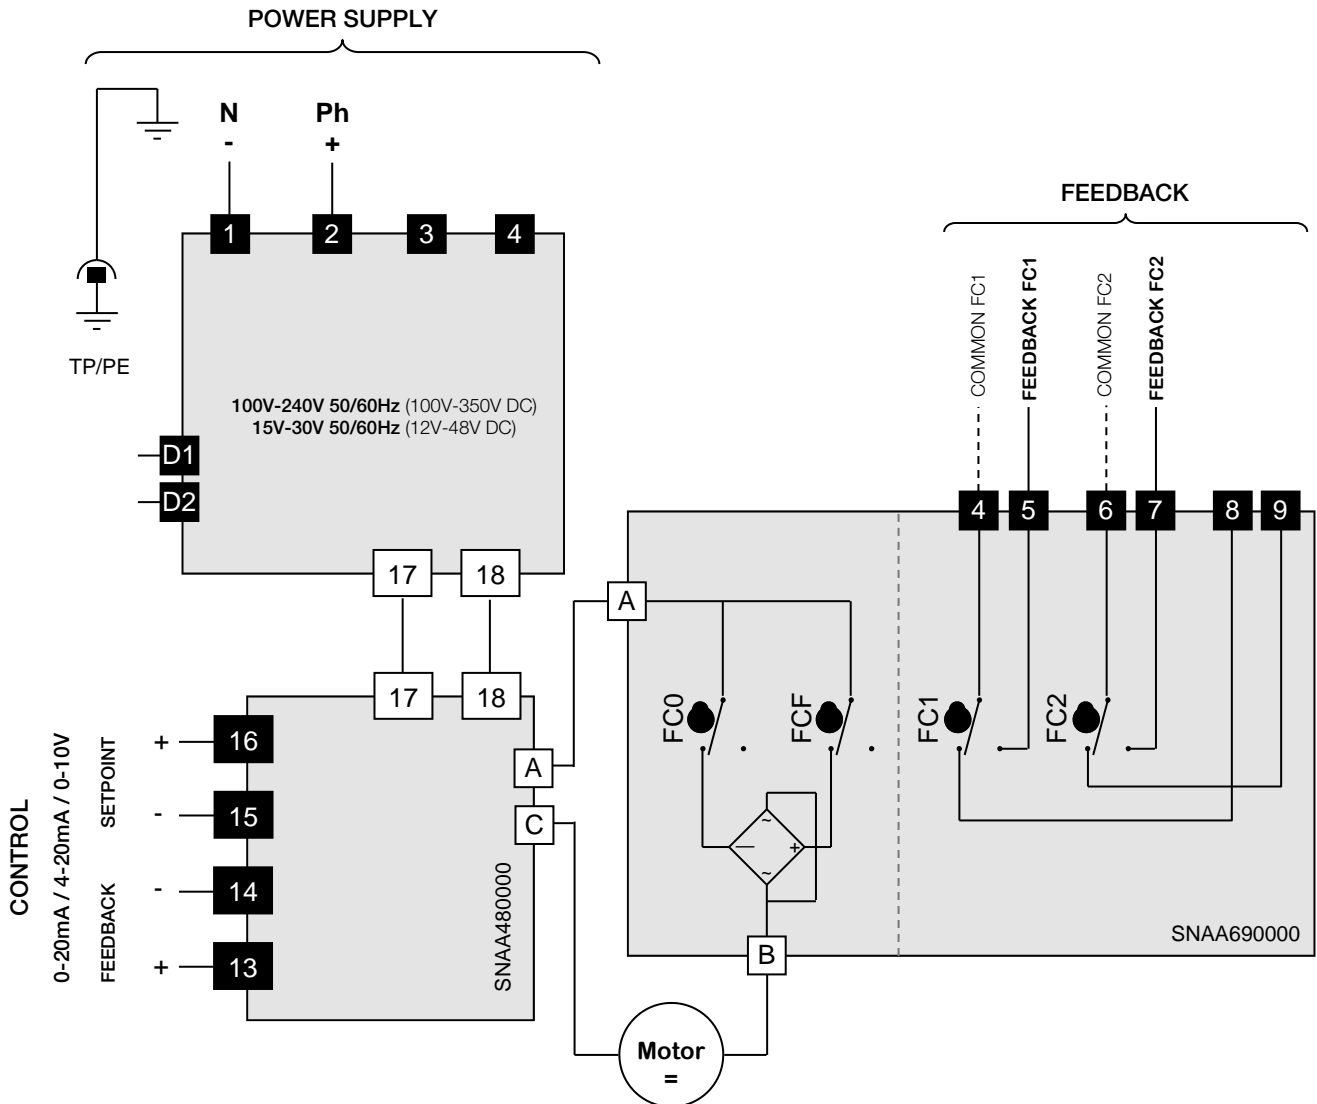 POWER SUPPLY
N
-
Ph
+
1
2
3
4
TP/PE
100V-240V 50/60Hz (100V-350V DC)
15V-30V 50/60Hz (12V-48V DC)
D1
D2
17
18
FEEDBACK
COMMON FC1
FEEDBACK FC1
COMMON FC2
FEEDBACK FC2
4
5
6
7
8
9
A
FC0
FCF
FC1
FC2
~
—
+
~
B
SNAA690000
17
18
CONTROL
0-20mA / 4-20mA / 0-10V
SETPOINT
FEEDBACK
+
16
-
15
-
14
+
13
A
C
SNAA480000
Motor
=